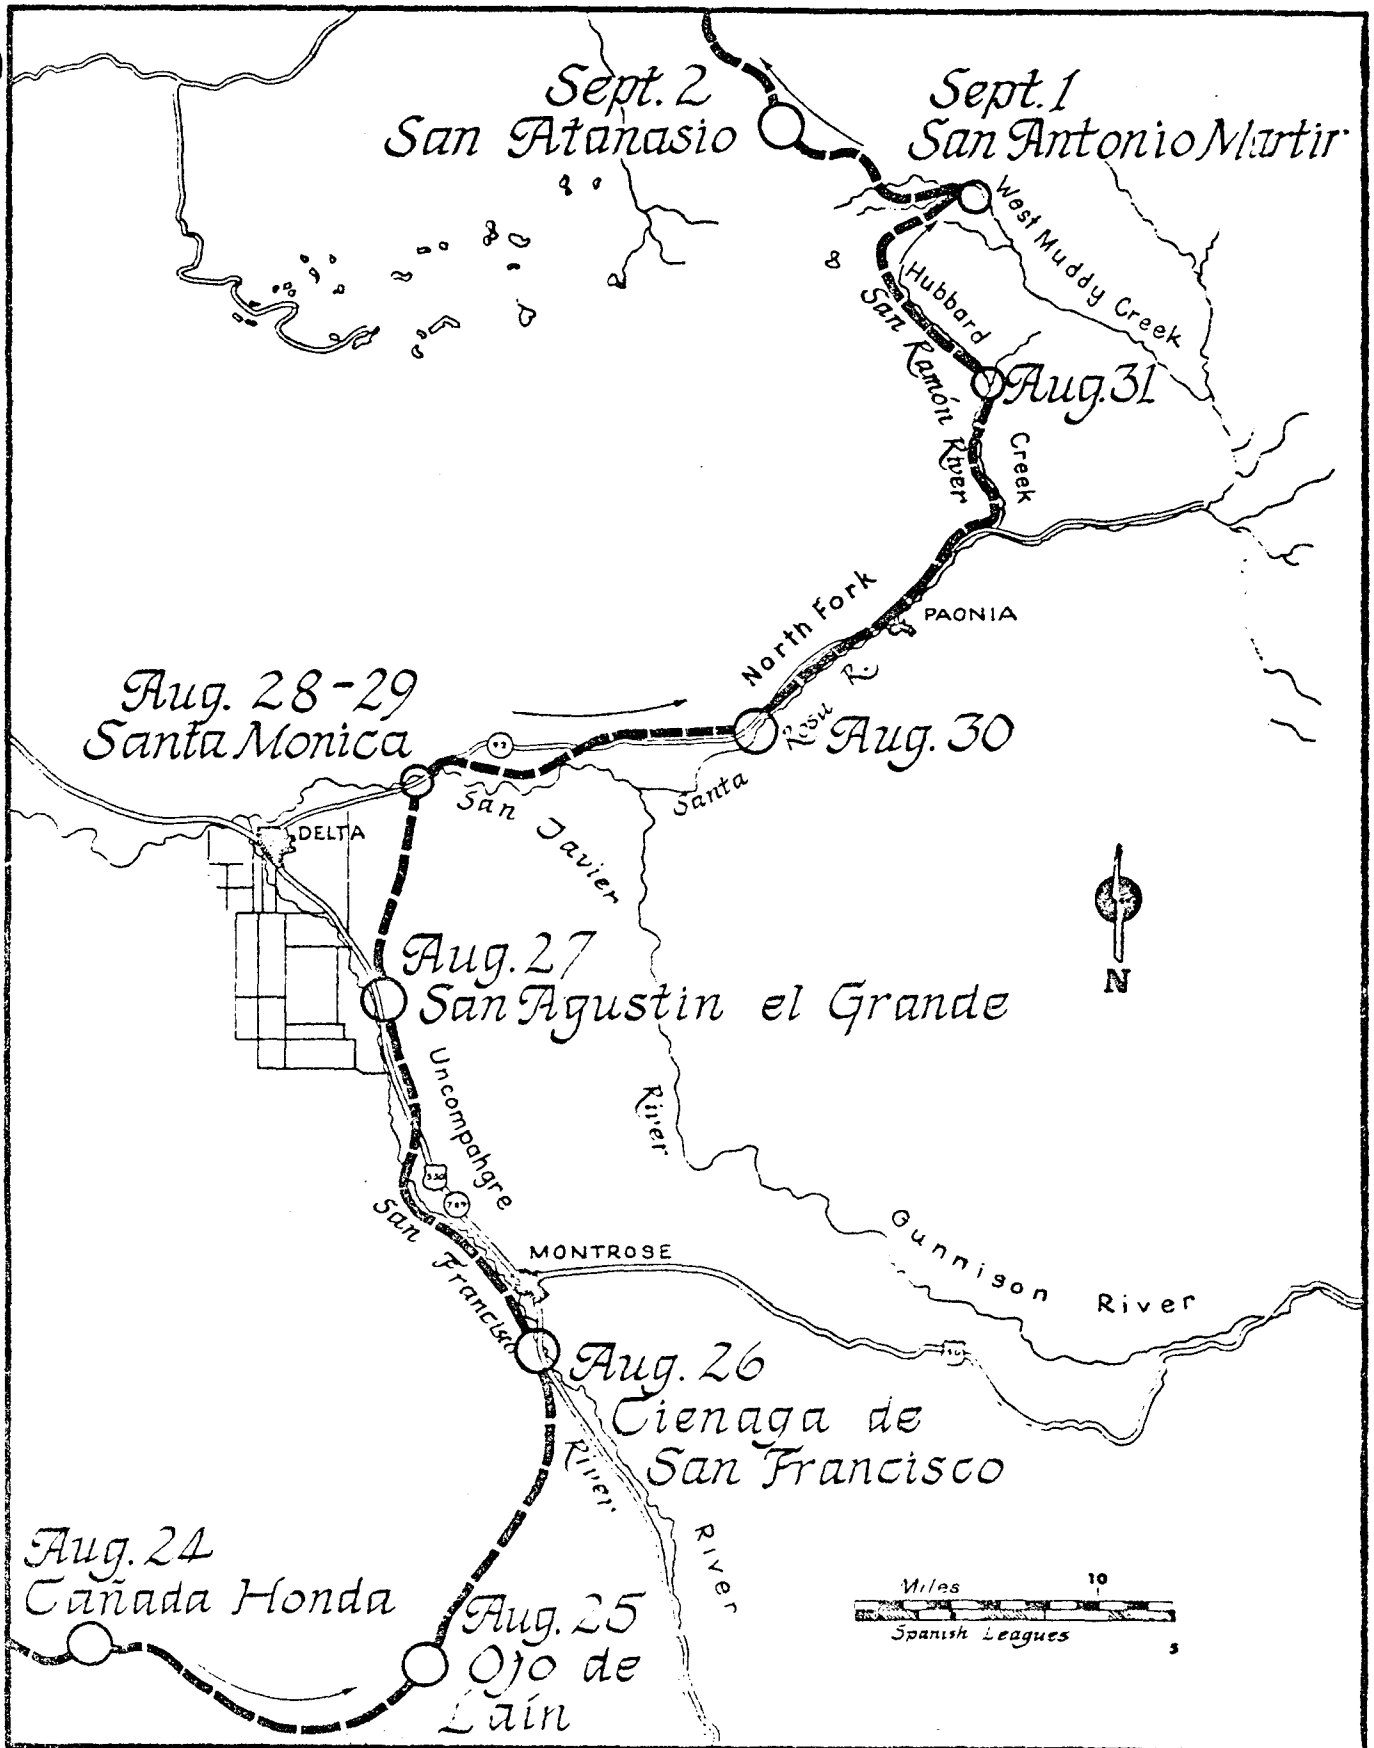 Sept. 2
San Atanasio
Sept. 1
San Antonio Martir
West Muddy Creek
Hubbard
Creek
San Ramón River
Aug. 31
North Fork
PAONIA
Aug. 28-29
Santa Monica
92
Santa Rosa R.
Aug. 30
San Javier
River
DELTA
Aug. 27
San Agustin el Grande
N
Uncompahgre
River
550
789
San Francisco
River
MONTROSE
Gunnison River
Aug. 26
Cienaga de
San Francisco
Aug. 24
Cañada Honda
Aug. 25
Ojo de
Laín
Miles 10
Spanish Leagues 5